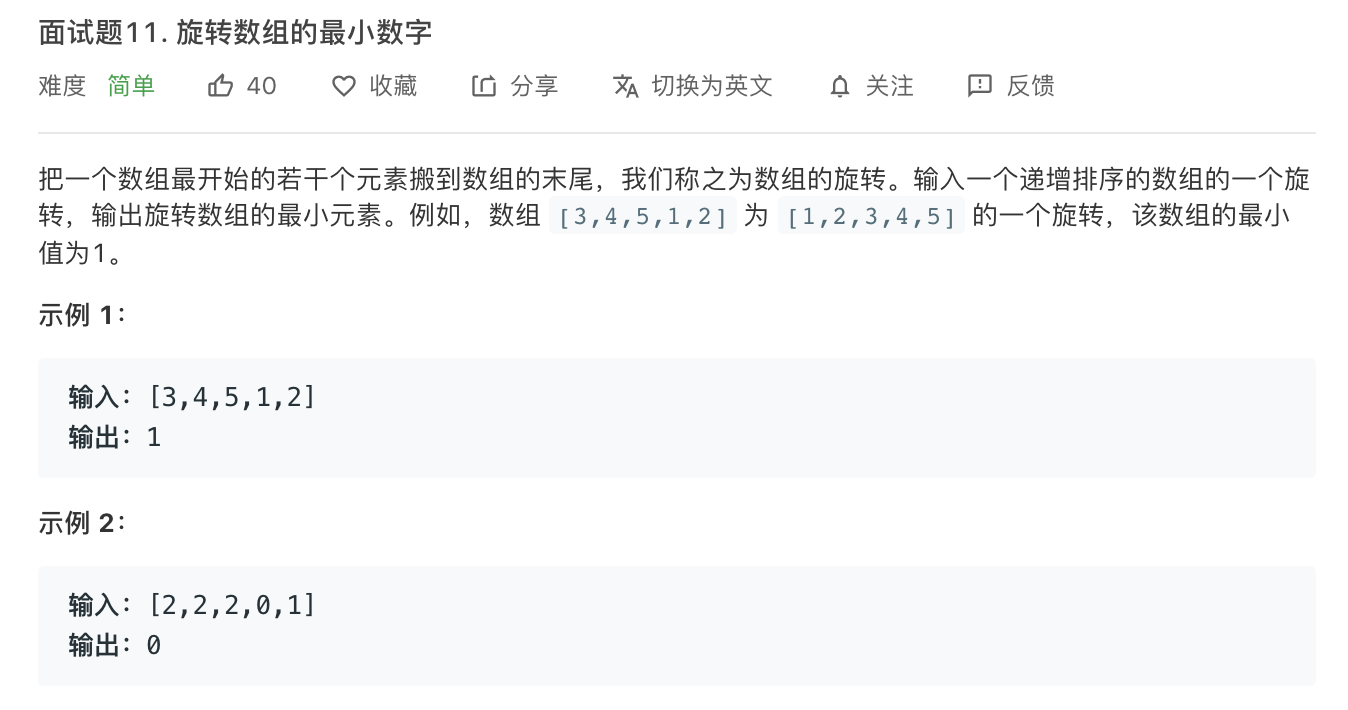 面试题11. 旋转数组的最小数字
难度 简单 40 收藏 分享 切换为英文 关注 反馈
把一个数组最开始的若干个元素搬到数组的末尾，我们称之为数组的旋转。输入一个递增排序的数组的一个旋
转，输出旋转数组的最小元素。例如，数组 [3,4,5,1,2] 为 [1,2,3,4,5] 的一个旋转，该数组的最小
值为1。
示例 1：
输入：[3,4,5,1,2]
输出：1
示例 2：
输入：[2,2,2,0,1]
输出：0